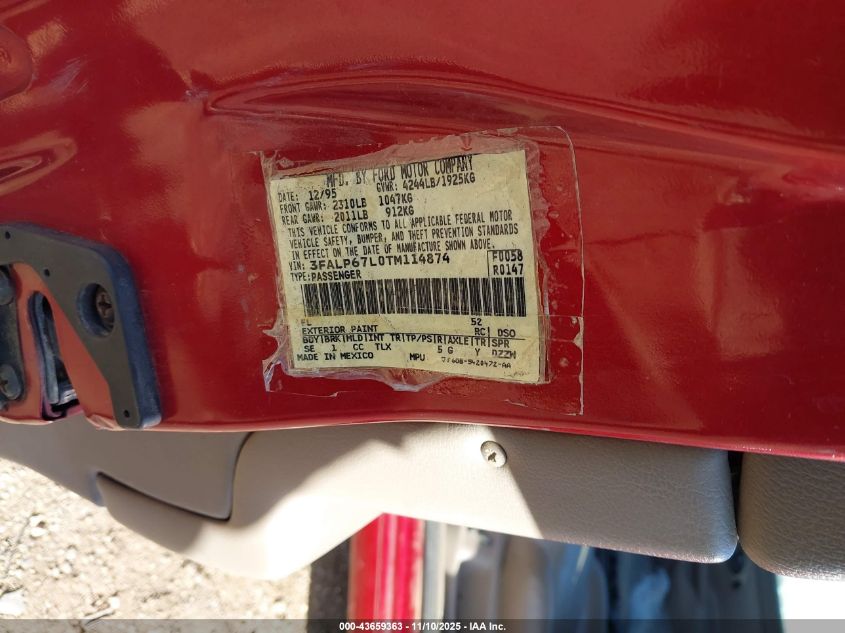 MFD. BY FORD MOTOR COMPANY
DATE: 12/95 GVWR: 4244LB/1925KG
FRONT GAWR: 2310LB 1047KG
REAR GAWR: 2011LB 912KG
THIS VEHICLE CONFORMS TO ALL APPLICABLE FEDERAL MOTOR
VEHICLE SAFETY, BUMPER, AND THEFT PREVENTION STANDARDS
IN EFFECT ON THE DATE OF MANUFACTURE SHOWN ABOVE.
VIN: 3FALP67L0TM114874 F0058
TYPE: PASSENGER R0147
FL 52
EXTERIOR PAINT RC DSO
BDY BRK MLD INT TR TP/PS R AXLE TR SPR
SE 1 CC TLX 5 G Y DZZW
MADE IN MEXICO MPU
000-43659363 - 11/10/2025 - © IAA Inc.